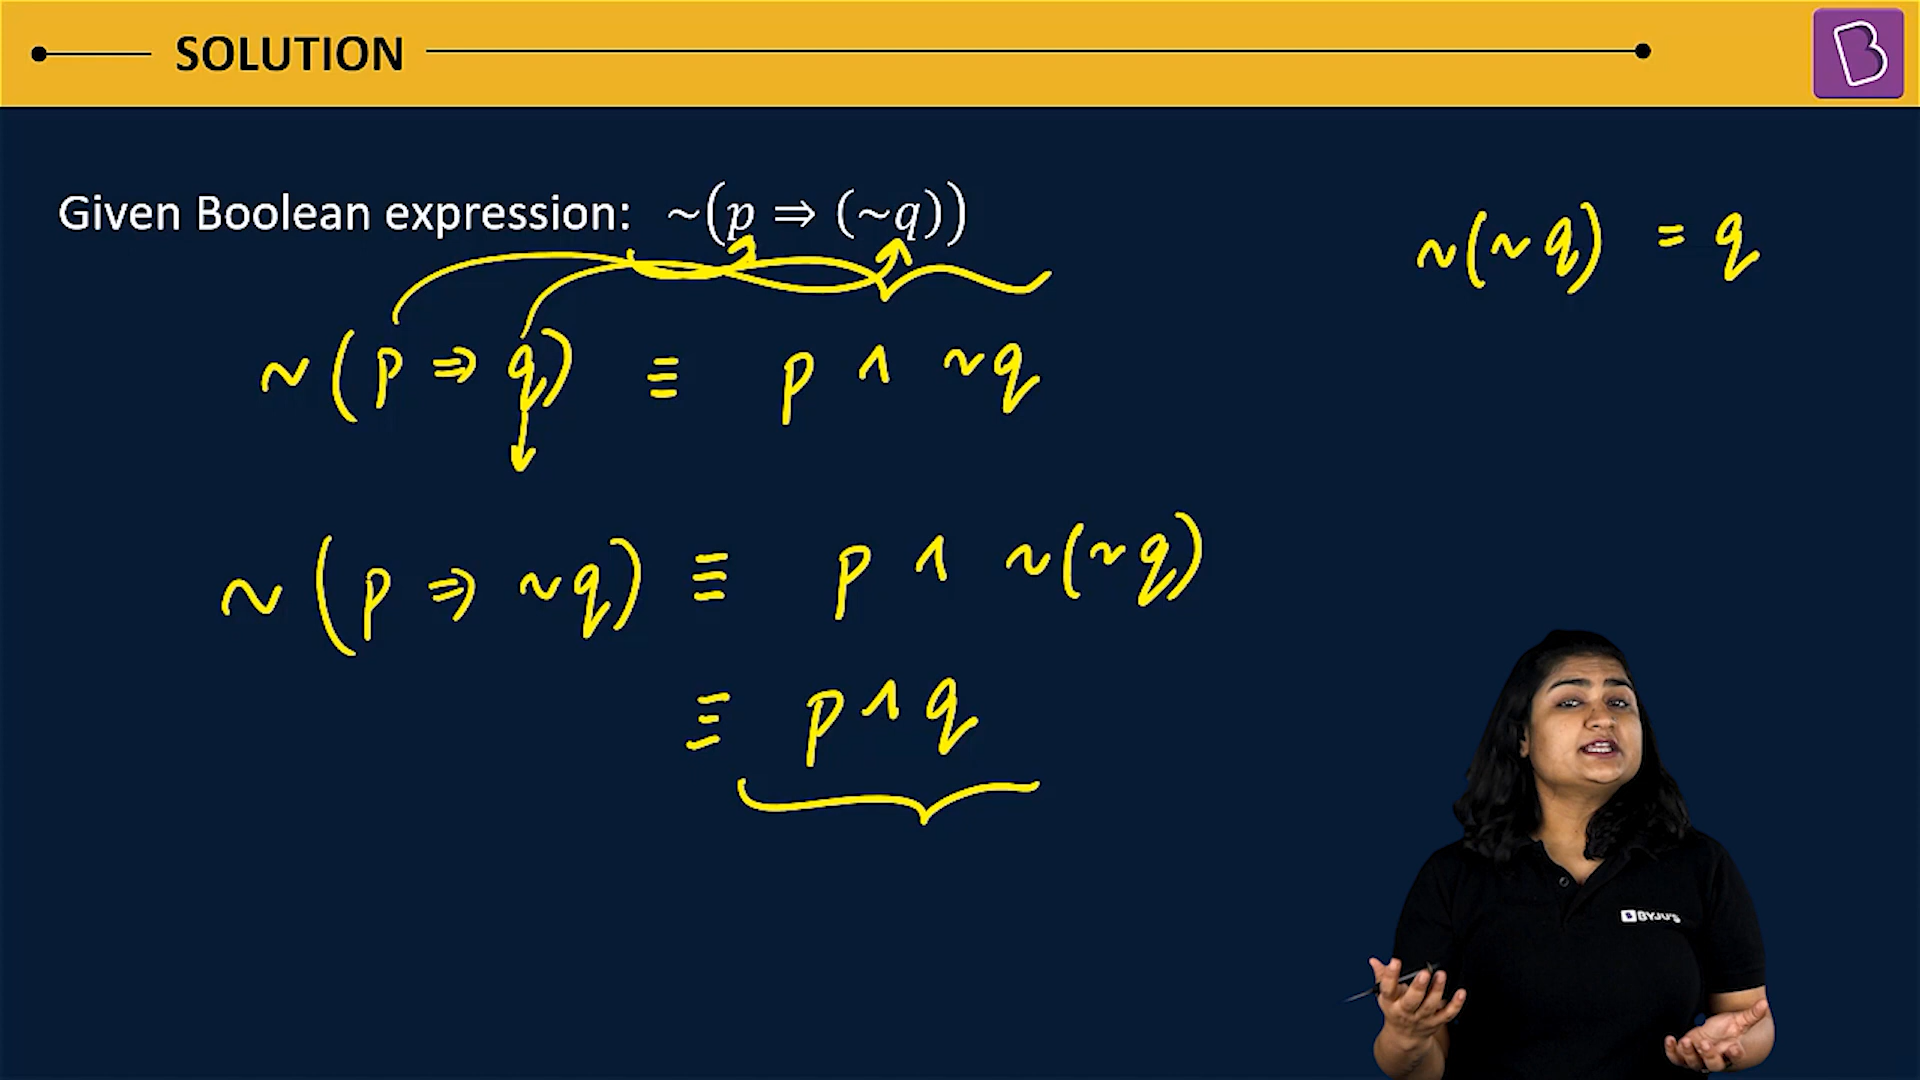 SOLUTION
Given Boolean expression: ~(p ⇒ (~q))
~(~q) = q
~(p ⇒ q) ≡ p ∧ ~q
~(p ⇒ ~q) ≡ p ∧ ~(~q)
≡ p ∧ q
BYJU'S